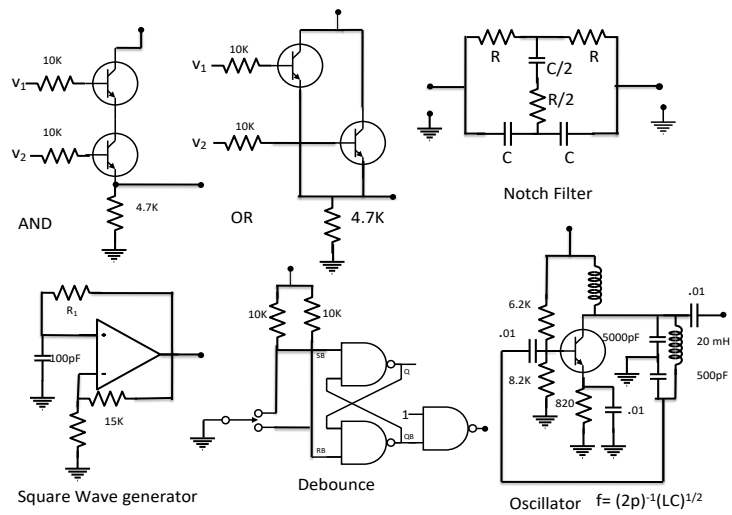 10K
V1
10K
V2
4.7K
AND
10K
V1
10K
V2
4.7K
OR
R
R
C/2
R/2
C
C
Notch Filter
R1
100pF
+
-
15K
Square Wave generator
10K
10K
SB
Q
1
RB
QB
Debounce
6.2K
.01
.01
5000pF
20 mH
8.2K
500pF
820
.01
Oscillator f= (2p)-1(LC)1/2